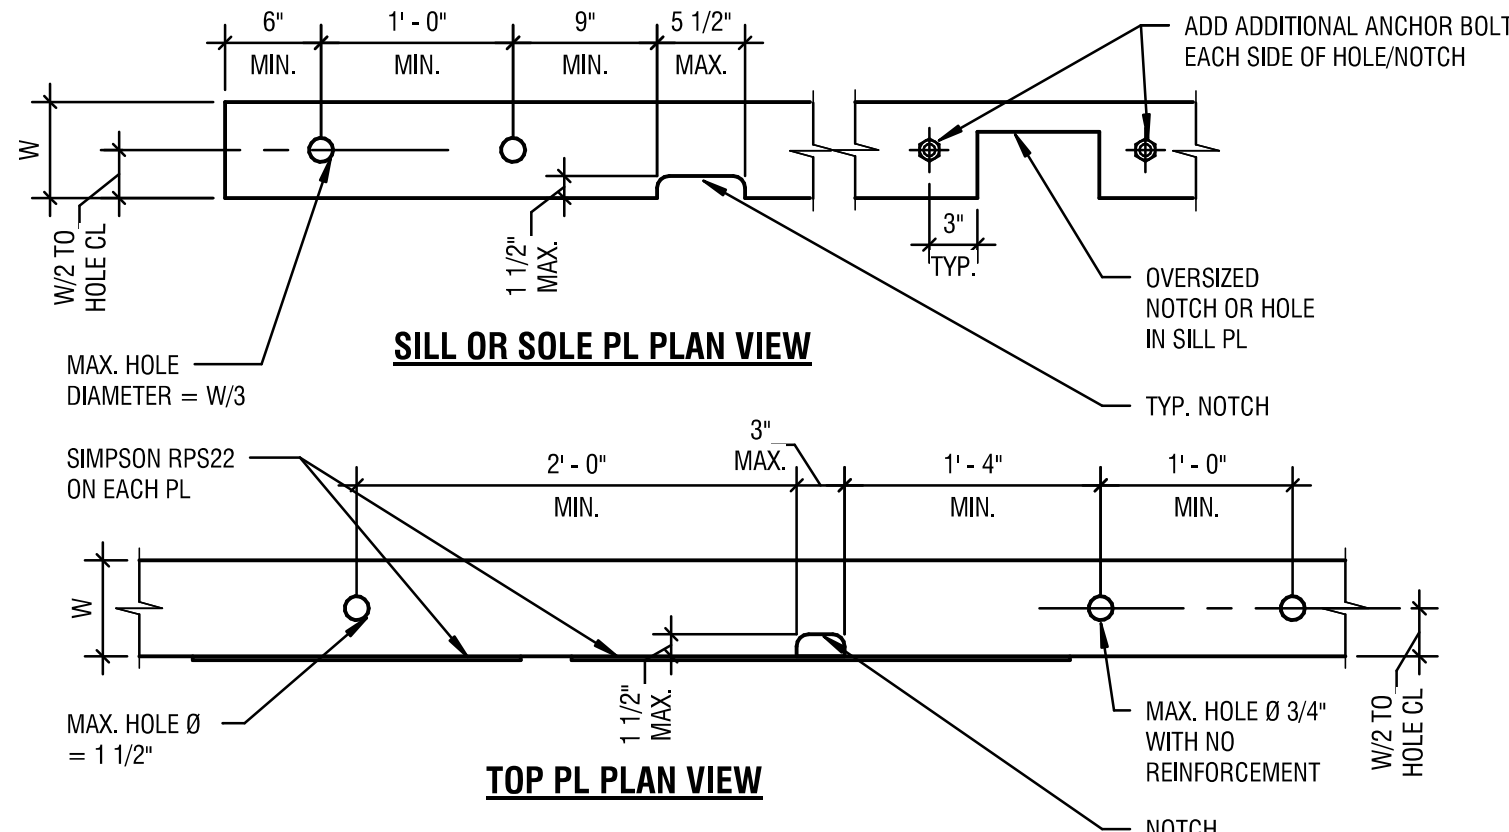 6"
MIN.
1' - 0"
MIN.
9"
MIN.
5 1/2"
MAX.
ADD ADDITIONAL ANCHOR BOLT
EACH SIDE OF HOLE/NOTCH
W
W/2 TO
HOLE CL
1 1/2"
MAX.
3"
TYP.
OVERSIZED
NOTCH OR HOLE
IN SILL PL
SILL OR SOLE PL PLAN VIEW
MAX. HOLE
DIAMETER = W/3
TYP. NOTCH
SIMPSON RPS22
ON EACH PL
2' - 0"
MIN.
3"
MAX.
1' - 4"
MIN.
1' - 0"
MIN.
W
1 1/2"
MAX.
MAX. HOLE Ø
= 1 1/2"
MAX. HOLE Ø 3/4"
WITH NO
REINFORCEMENT
W/2 TO
HOLE CL
TOP PL PLAN VIEW
NOTCH